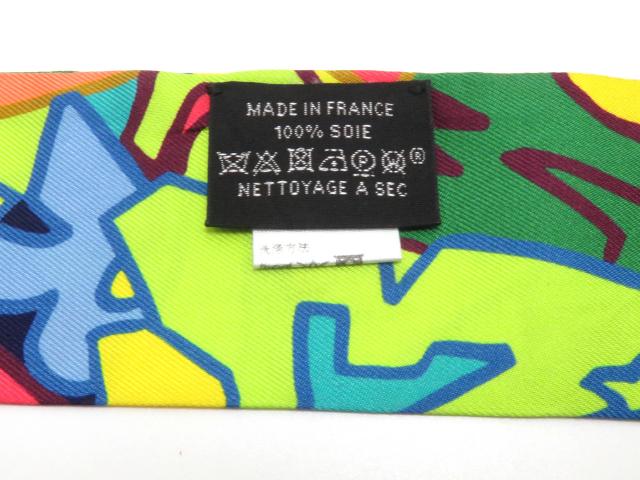 MADE IN FRANCE
100% SOIE
P W ®
NETTOYAGE A SEC